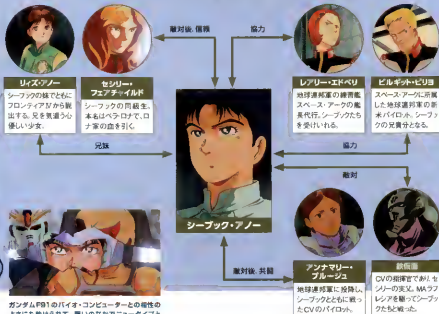 敵対後、信頼
協力
リィズ・アノー
シーブックの妹でともに
フロンティアⅣから脱
出する。兄を気遣う心
優しい少女。
セシリー・
フェアチャイルド
シーブックの同級生。
本名はベラ・ロナで、ロ
ナ家の血を引く。
レアリー・エドベリ
地球連邦軍の練習艦
スペース・アークの艦
長代行。シーブックたち
を受けいれる。
ビルギット・ピリヨ
スペース・アークに所属
した地球連邦軍の新
米パイロット。シーブッ
クの兄貴分となる。
兄妹
協力
敵対
シーブック・アノー
敵対後、共闘
アンナマリー・
ブルージュ
地球連邦軍に投降し、
シーブックとともに戦っ
たCVのパイロット。
鉄仮面
CVの指揮官であり、セ
シリーの実父。MAラフ
レシアを駆ってシーブッ
クたちと戦った。
ガンダムF91のバイオ・コンピューターとの相性の